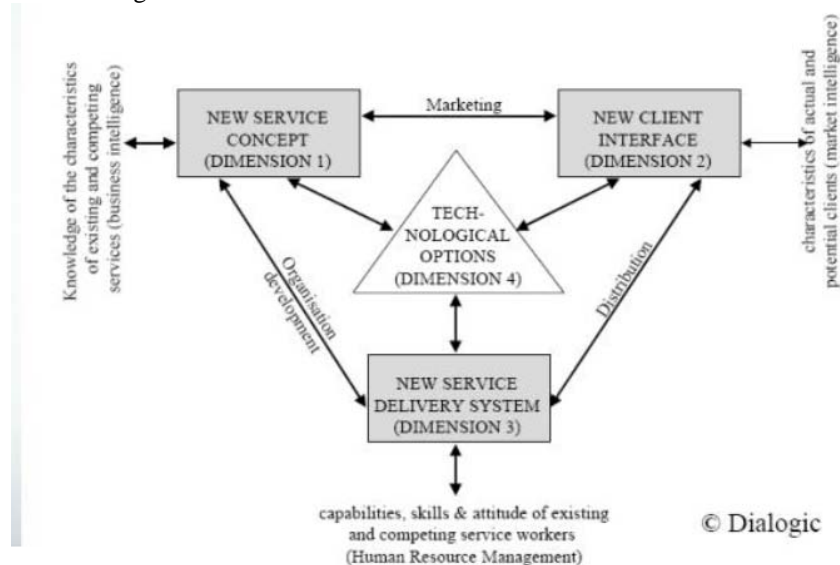 Knowledge of the characteristics
of existing and competing
services (business intelligence)
NEW SERVICE
CONCEPT
(DIMENSION 1)
Marketing
NEW CLIENT
INTERFACE
(DIMENSION 2)
characteristics of actual and
potential clients (market intelligence)
TECH-
NOLOGICAL
OPTIONS
(DIMENSION 4)
Organisation
development
Distribution
NEW SERVICE
DELIVERY SYSTEM
(DIMENSION 3)
capabilities, skills & attitude of existing
and competing service workers
(Human Resource Management)
© Dialogic